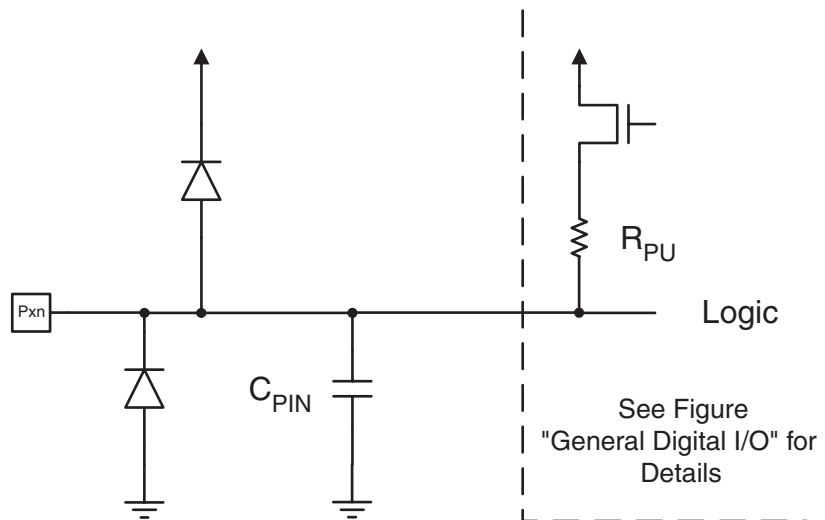 R_PU
Pxn
Logic
C_PIN
See Figure
"General Digital I/O" for
Details